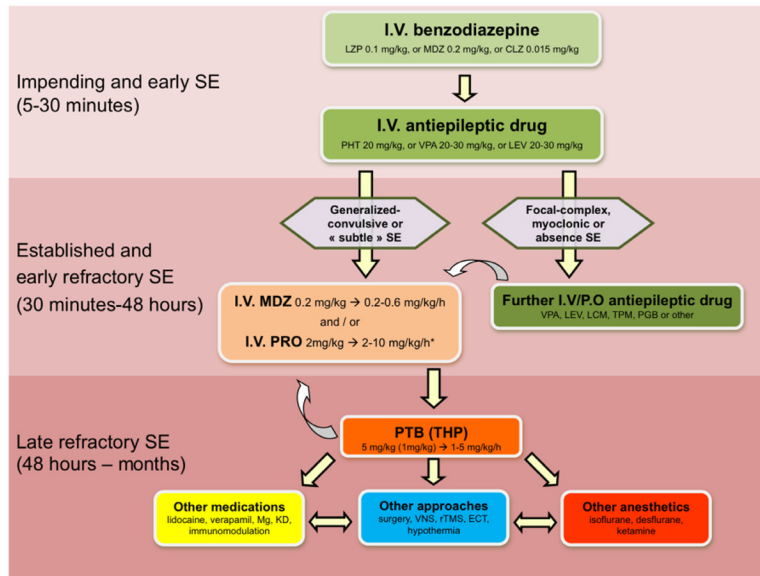 I.V. benzodiazepine
LZP 0.1 mg/kg, or MDZ 0.2 mg/kg, or CLZ 0.015 mg/kg
Impending and early SE
(5-30 minutes)
I.V. antiepileptic drug
PHT 20 mg/kg, or VPA 20-30 mg/kg, or LEV 20-30 mg/kg
Generalized-
convulsive or
« subtle » SE
Focal-complex,
myoclonic or
absence SE
Established and
early refractory SE
(30 minutes-48 hours)
I.V. MDZ 0.2 mg/kg → 0.2-0.6 mg/kg/h
and / or
I.V. PRO 2mg/kg → 2-10 mg/kg/h*
Further I.V/P.O antiepileptic drug
VPA, LEV, LCM, TPM, PGB or other
Late refractory SE
(48 hours – months)
PTB (THP)
5 mg/kg (1mg/kg) → 1-5 mg/kg/h
Other medications
lidocaine, verapamil, Mg, KD,
immunomodulation
Other approaches
surgery, VNS, rTMS, ECT,
hypothermia
Other anesthetics
isoflurane, desflurane,
ketamine